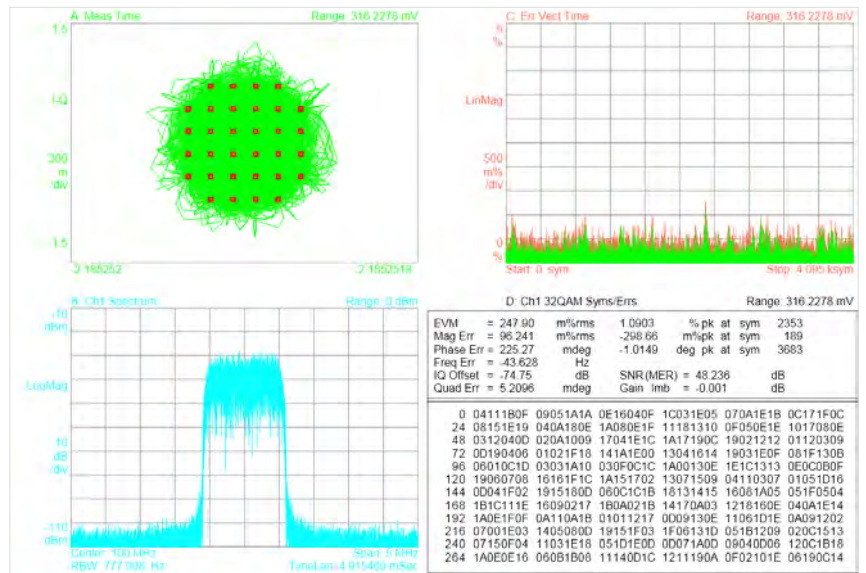 A: Meas Time Range: 316.2278 mV
1.5
I-Q
300
m
/div
-1.5
-2.185252 2.1852519
C: Err Vect Time Range: 316.2278 mV
5
%
LinMag
500
m%
/div
0
%
Start: 0 sym Stop: 4.095 ksym
B: Ch1 Spectrum Range: 0 dBm
-10
dBm
LogMag
10
dB
/div
-110
dBm
Center: 100 MHz Span: 5 MHz
RBW: 777.008 Hz TimeLen: 4.915466 mSec
D: Ch1 32QAM Syms/Errs Range: 316.2278 mV
EVM = 247.90 m%rms 1.0903 % pk at sym 2353
Mag Err = 96.241 m%rms -298.66 m%pk at sym 189
Phase Err = 225.27 mdeg -1.0149 deg pk at sym 3683
Freq Err = -43.628 Hz
IQ Offset = -74.75 dB SNR(MER) = 48.236 dB
Quad Err = 5.2096 mdeg Gain Imb = -0.001 dB
0 04111B0F 09051A1A 0E16040F 1C031E05 070A1E1B 0C171F0C
24 08151E19 040A180E 1A080E1F 11181310 0F050E1E 1017080E
48 0312040D 020A1009 17041E1C 1A17190C 19021212 01120309
72 0D190406 01021F18 141A1E00 13041614 19031E0F 081F130B
96 06010C1D 03031A10 030F0C1C 1A00130E 1E1C1313 0E0C0B0F
120 19060708 16161F1C 1A151702 13071509 04110307 01051D16
144 0D041F02 1915180D 060C1C1B 18131415 16081A05 051F0504
168 1B1C111E 16090217 1B0A021B 14170A03 1218160E 040A1E14
192 1A0E1F0F 0A110A1B 01011217 0D09130E 11061D1E 0A091202
216 07001E03 1405080D 19151F03 1F06131D 051B1209 020C1513
240 07150F04 11031E18 051D1E0D 0D071A0D 09040D06 120C1B18
264 1A0E0E16 060B1B08 11140D1C 1211190A 0F02101E 06190C14